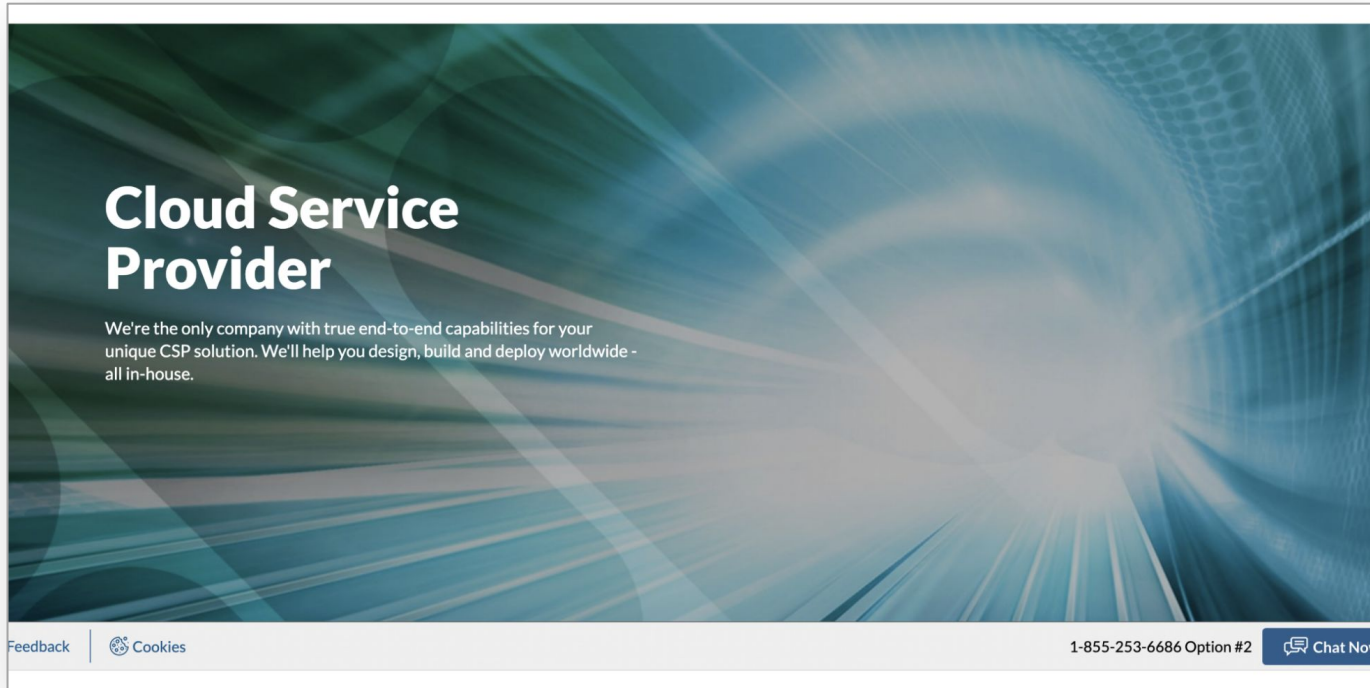 Cloud Service
Provider
We're the only company with true end-to-end capabilities for your
unique CSP solution. We'll help you design, build and deploy worldwide -
all in-house.
Feedback
Cookies
1-855-253-6686 Option #2
Chat No